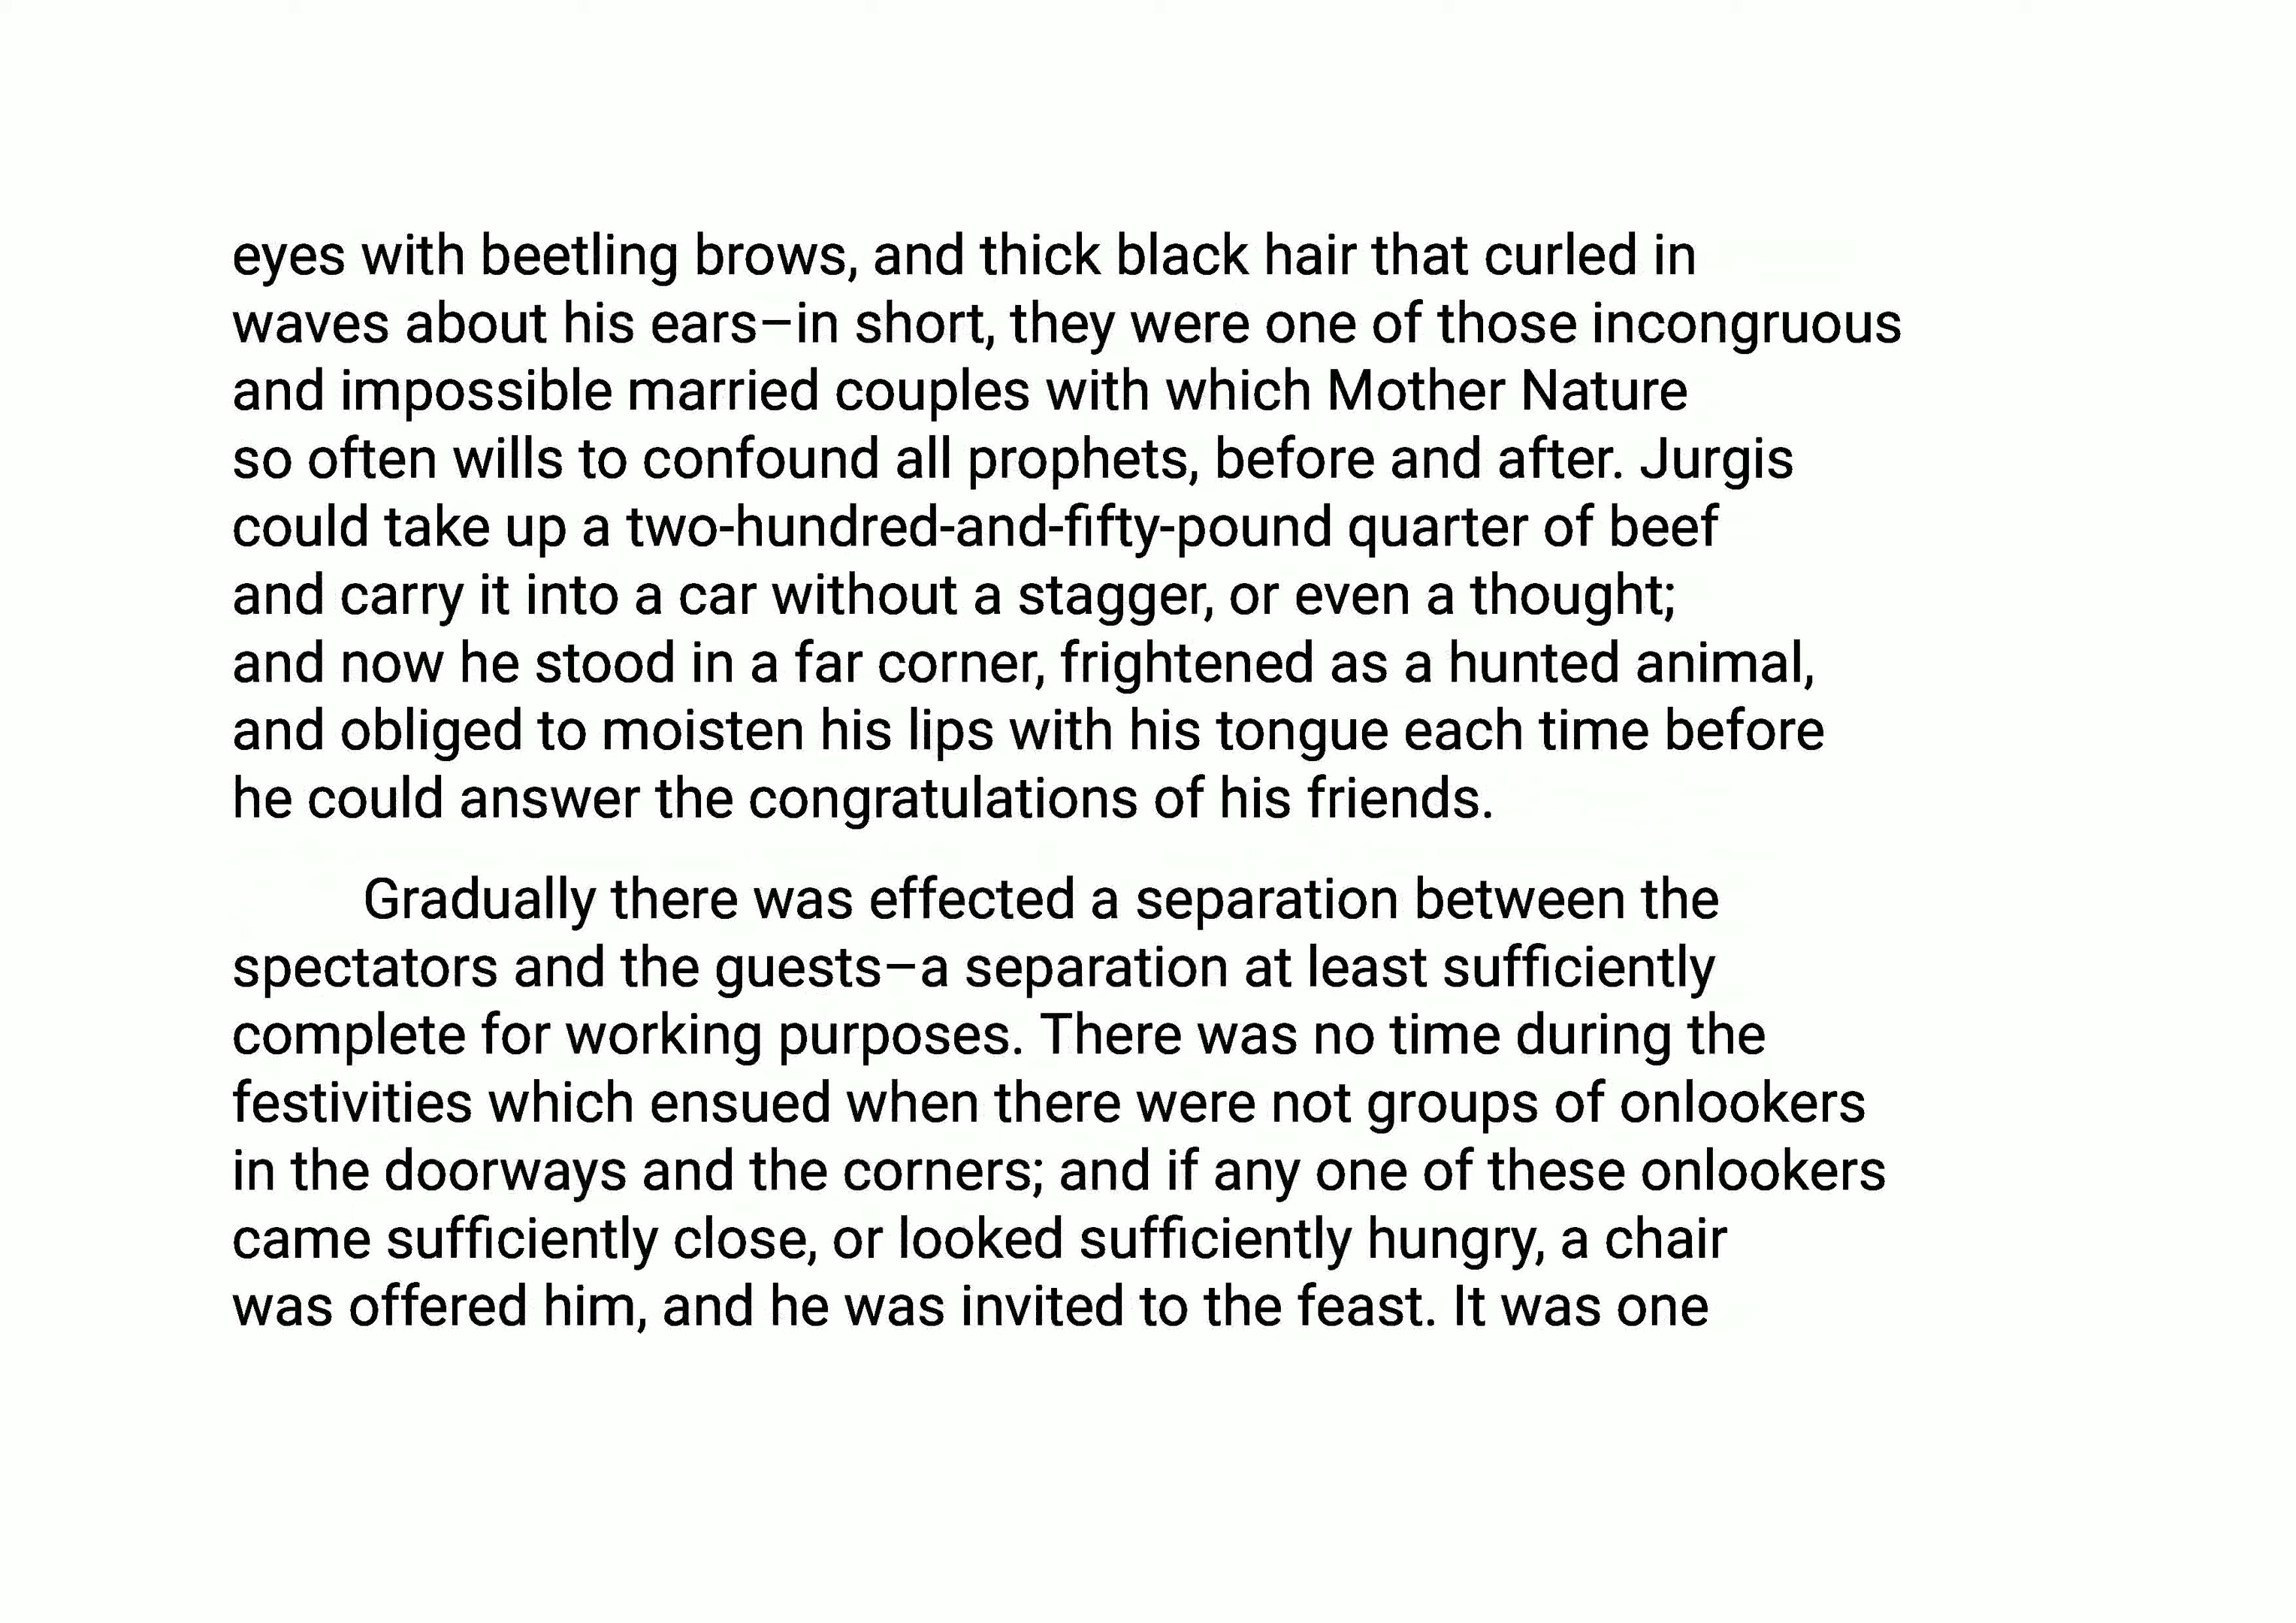 eyes with beetling brows, and thick black hair that curled in
waves about his ears–in short, they were one of those incongruous
and impossible married couples with which Mother Nature
so often wills to confound all prophets, before and after. Jurgis
could take up a two-hundred-and-fifty-pound quarter of beef
and carry it into a car without a stagger, or even a thought;
and now he stood in a far corner, frightened as a hunted animal,
and obliged to moisten his lips with his tongue each time before
he could answer the congratulations of his friends.
Gradually there was effected a separation between the
spectators and the guests–a separation at least sufficiently
complete for working purposes. There was no time during the
festivities which ensued when there were not groups of onlookers
in the doorways and the corners; and if any one of these onlookers
came sufficiently close, or looked sufficiently hungry, a chair
was offered him, and he was invited to the feast. It was one